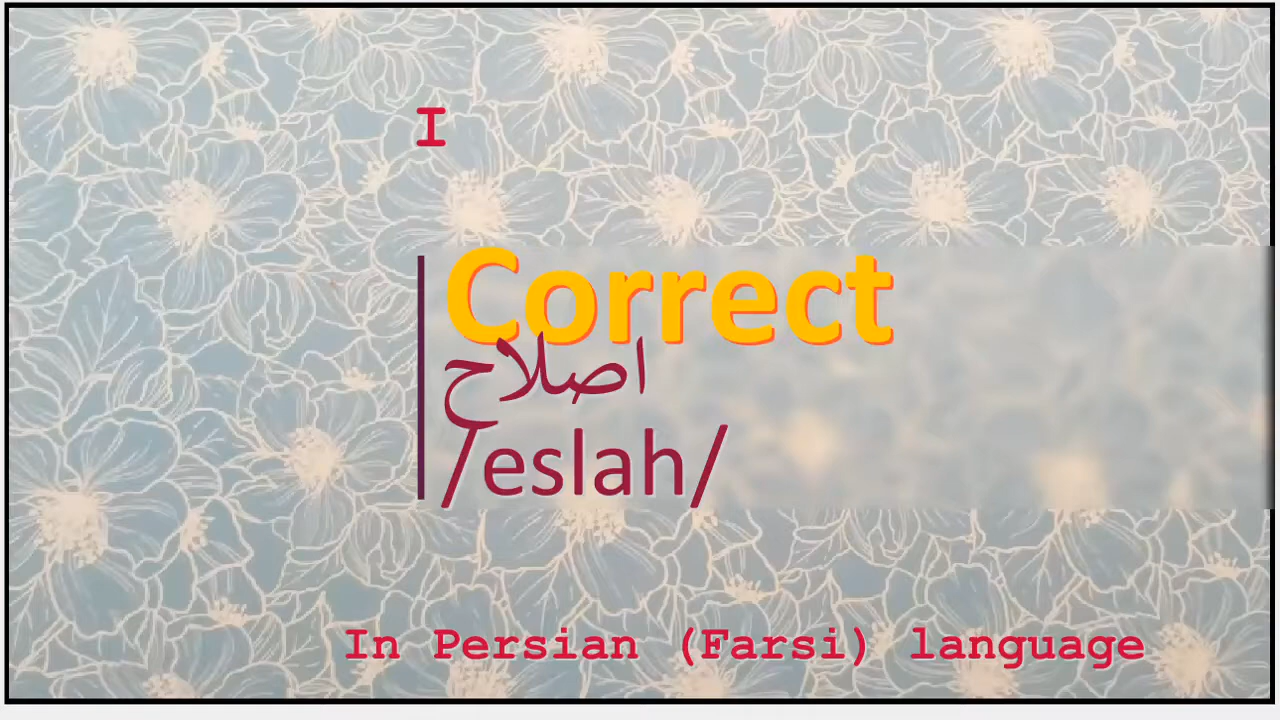 I
Correct
اصلاح
/eslah/
In Persian (Farsi) language